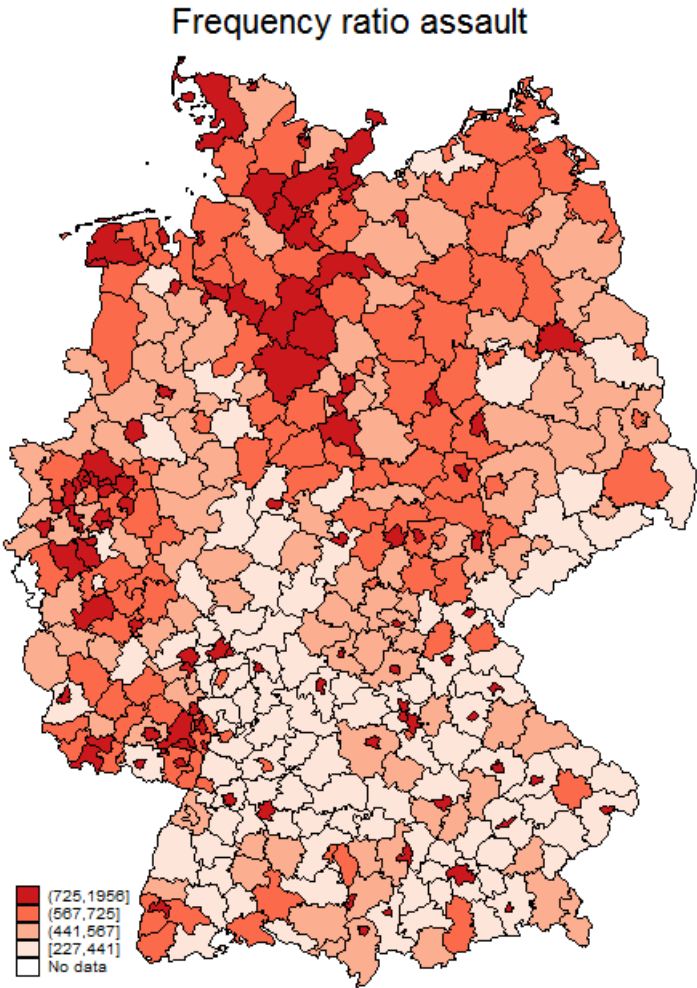 Frequency ratio assault
(725,1956]
(567,725]
(441,567]
[227,441]
No data